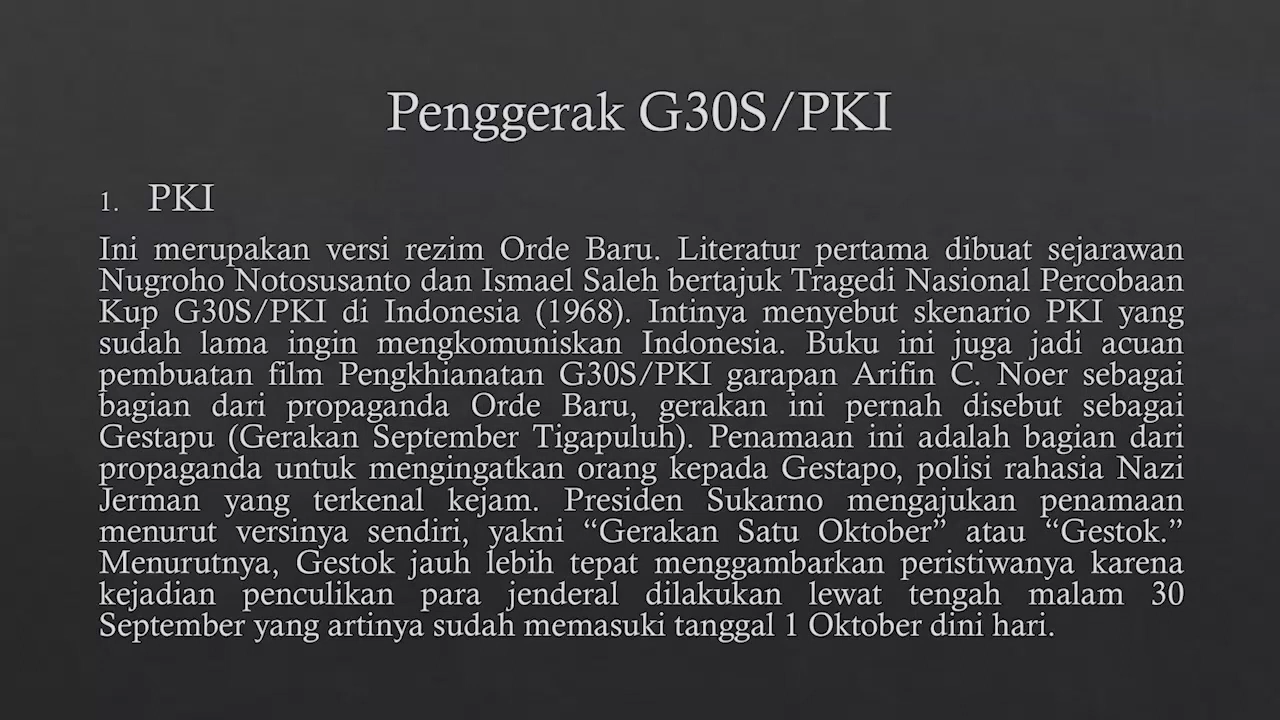 Penggerak G30S/PKI
1. PKI
Ini merupakan versi rezim Orde Baru. Literatur pertama dibuat sejarawan
Nugroho Notosusanto dan Ismael Saleh bertajuk Tragedi Nasional Percobaan
Kup G30S/PKI di Indonesia (1968). Intinya menyebut skenario PKI yang
sudah lama ingin mengkomuniskan Indonesia. Buku ini juga jadi acuan
pembuatan film Pengkhianatan G30S/PKI garapan Arifin C. Noer sebagai
bagian dari propaganda Orde Baru, gerakan ini pernah disebut sebagai
Gestapu (Gerakan September Tigapuluh). Penamaan ini adalah bagian dari
propaganda untuk mengingatkan orang kepada Gestapo, polisi rahasia Nazi
Jerman yang terkenal kejam. Presiden Sukarno mengajukan penamaan
menurut versinya sendiri, yakni “Gerakan Satu Oktober” atau “Gestok.”
Menurutnya, Gestok jauh lebih tepat menggambarkan peristiwanya karena
kejadian penculikan para jenderal dilakukan lewat tengah malam 30
September yang artinya sudah memasuki tanggal 1 Oktober dini hari.